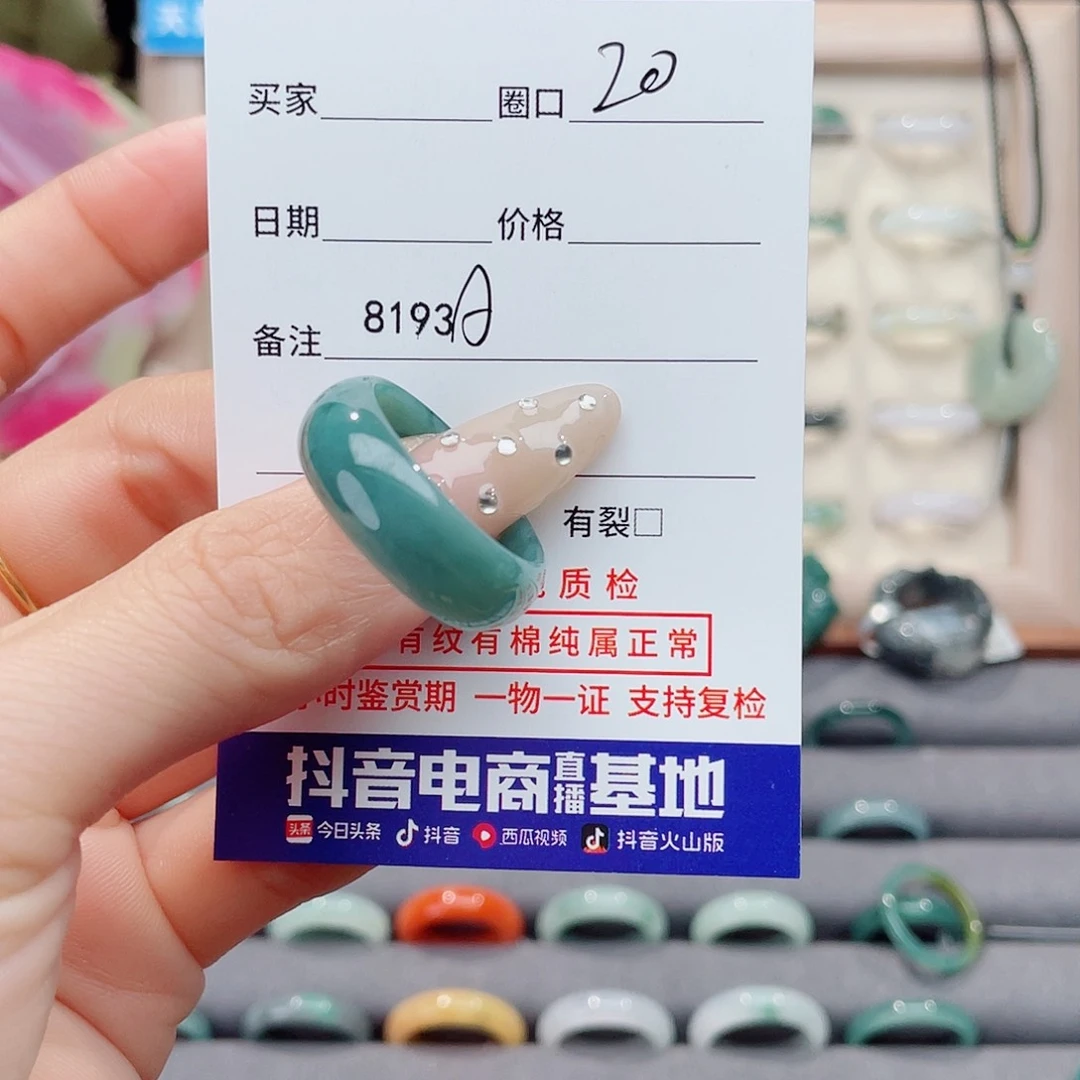 买家 圈口 20
日期 价格
备注 8193A
有裂□
质检
有纹有棉纯属正常
时鉴赏期 一物一证 支持复检
抖音电商直播基地
头条 今日头条 抖音 西瓜视频 抖音火山版